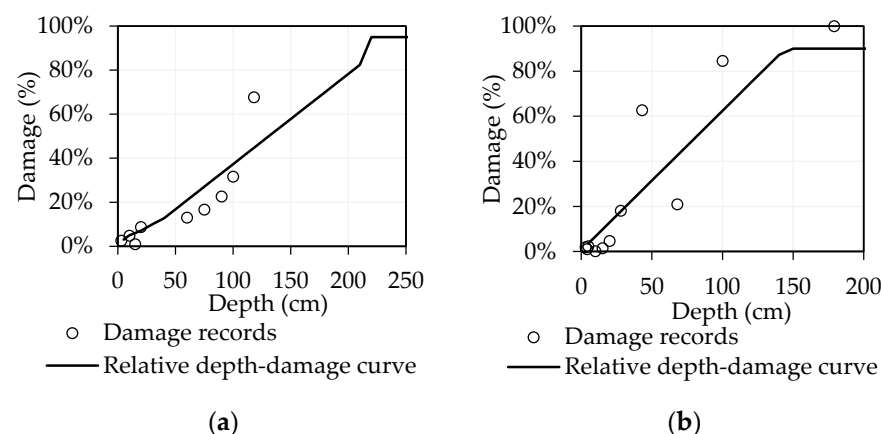 100%
80%
60%
40%
20%
0%
Damage (%)
0 50 100 150 200 250
Depth (cm)
Damage records
Relative depth-damage curve
(a)
100%
80%
60%
40%
20%
0%
Damage (%)
0 50 100 150 200
Depth (cm)
Damage records
Relative depth-damage curve
(b)